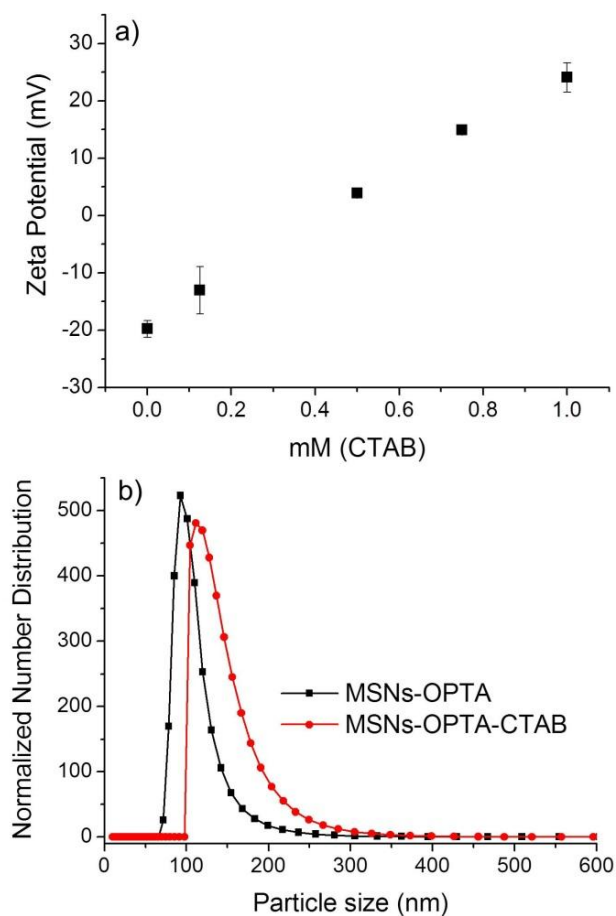 a)
Zeta Potential (mV)
30
20
10
0
-10
-20
-30
0.0 0.2 0.4 0.6 0.8 1.0
mM (CTAB)
b)
Normalized Number Distribution
500
400
300
200
100
0
MSNs-OPTA
MSNs-OPTA-CTAB
0 100 200 300 400 500 600
Particle size (nm)